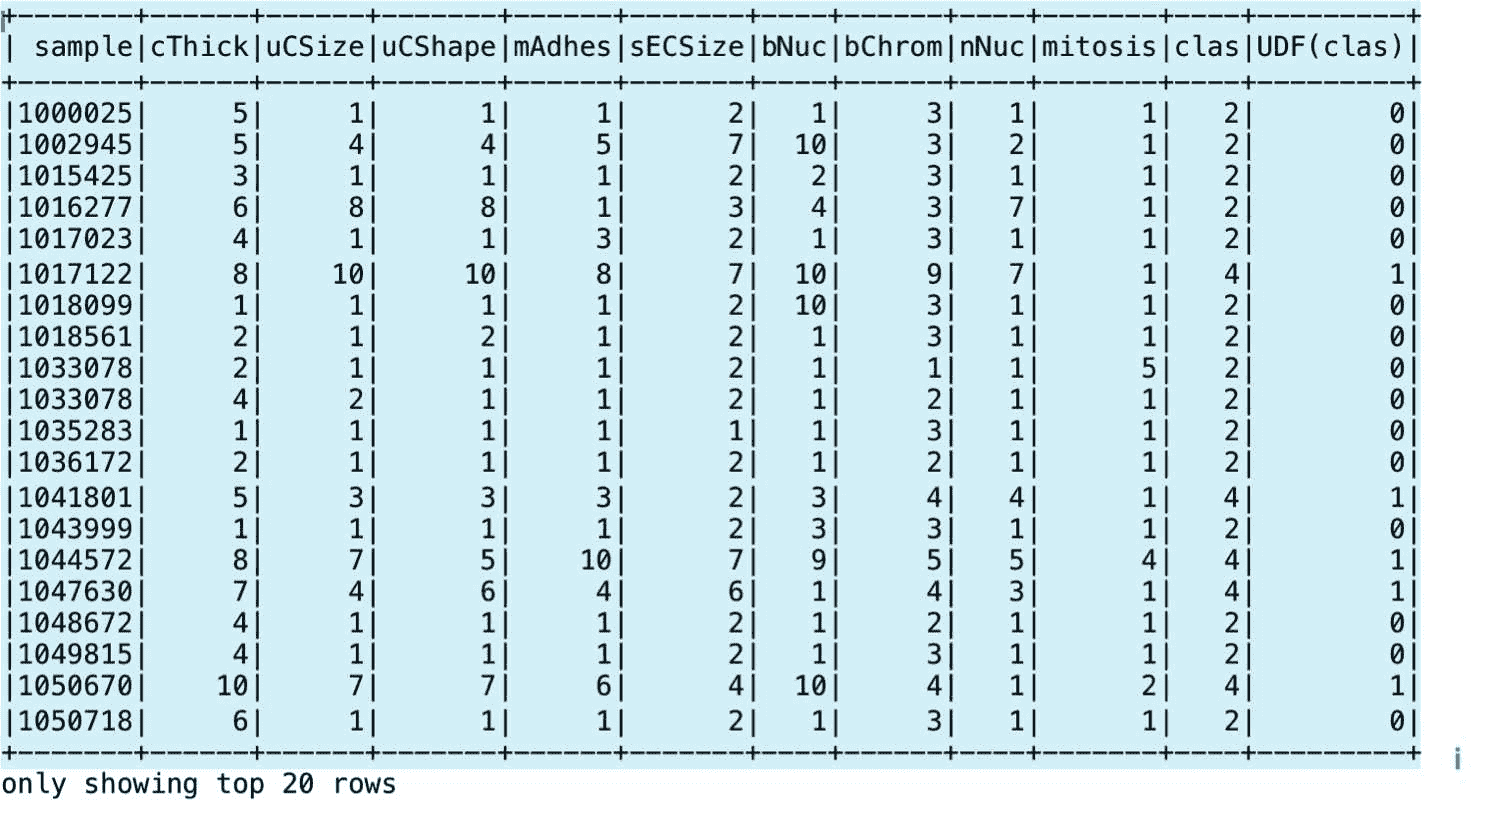 +-------+------+------+-------+------+-------+----+------+----+-------+----+---------+
| sample|cThick|uCSize|uCShape|mAdhes|sECSize|bNuc|bChrom|nNuc|mitosis|clas|UDF(clas)|
+-------+------+------+-------+------+-------+----+------+----+-------+----+---------+
|1000025|     5|     1|      1|     1|      2|   1|     3|   1|      1|   2|        0|
|1002945|     5|     4|      4|     5|      7|  10|     3|   2|      1|   2|        0|
|1015425|     3|     1|      1|     1|      2|   2|     3|   1|      1|   2|        0|
|1016277|     6|     8|      8|     1|      3|   4|     3|   7|      1|   2|        0|
|1017023|     4|     1|      1|     3|      2|   1|     3|   1|      1|   2|        0|
|1017122|     8|    10|     10|     8|      7|  10|     9|   7|      1|   4|        1|
|1018099|     1|     1|      1|     1|      2|  10|     3|   1|      1|   2|        0|
|1018561|     2|     1|      2|     1|      2|   1|     3|   1|      1|   2|        0|
|1033078|     2|     1|      1|     1|      2|   1|     1|   1|      5|   2|        0|
|1033078|     4|     2|      1|     1|      2|   1|     2|   1|      1|   2|        0|
|1035283|     1|     1|      1|     1|      1|   1|     3|   1|      1|   2|        0|
|1036172|     2|     1|      1|     1|      2|   1|     2|   1|      1|   2|        0|
|1041801|     5|     3|      3|     3|      2|   3|     4|   4|      1|   4|        1|
|1043999|     1|     1|      1|     1|      2|   3|     3|   1|      1|   2|        0|
|1044572|     8|     7|      5|    10|      7|   9|     5|   5|      4|   4|        1|
|1047630|     7|     4|      6|     4|      6|   1|     4|   3|      1|   4|        1|
|1048672|     4|     1|      1|     1|      2|   1|     2|   1|      1|   2|        0|
|1049815|     4|     1|      1|     1|      2|   1|     3|   1|      1|   2|        0|
|1050670|    10|     7|      7|     6|      4|  10|     4|   1|      2|   4|        1|
|1050718|     6|     1|      1|     1|      2|   1|     3|   1|      1|   2|        0|
+-------+------+------+-------+------+-------+----+------+----+-------+----+---------+
only showing top 20 rows